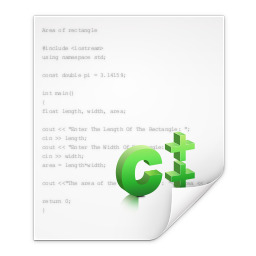 Area of rectangle
#include <iostream>
using namespace std;
const double pi = 3.14159;
int main()
{
float length, width, area;
cout << "Enter The Length Of The Rectangle: ";
cin >> length;
cout << "Enter The Width Of Rectangle:
cin >> width;
area = length*width;
cout <<"The area of the
return 0;
}
c++